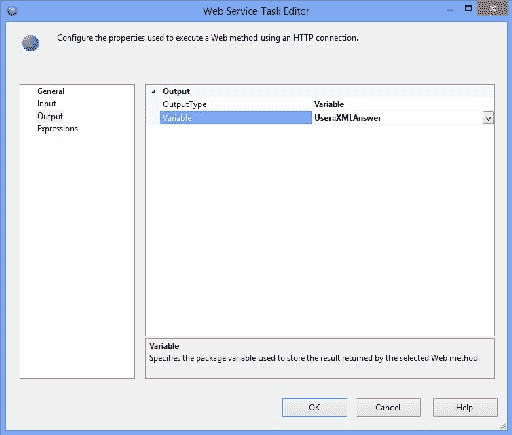 Web Service Task Editor
Configure the properties used to execute a Web method using an HTTP connection.
General
Input
Output
Expressions
Output
OutputType Variable
Variable User::XMLAnswer
Variable
Specifies the package variable used to store the result returned by the selected Web method.
OK
Cancel
Help